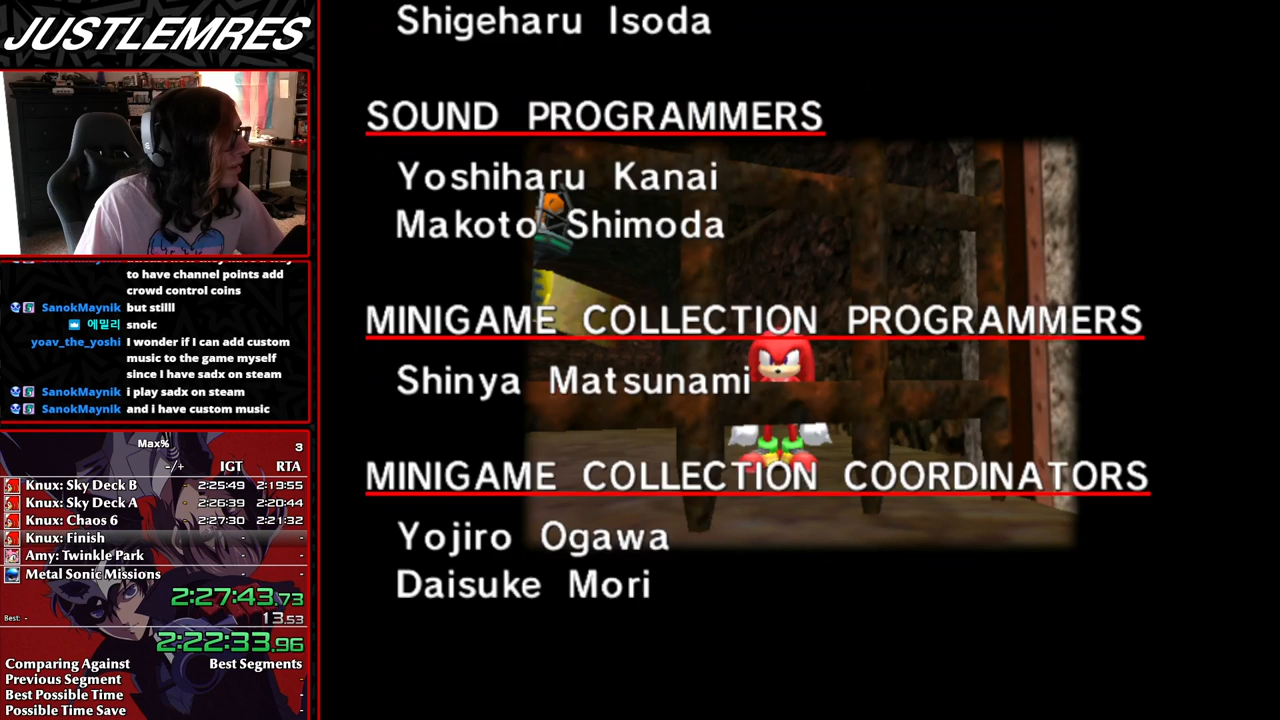 JUSTLEMRES
to have channel points add
crowd control coins
SanokMaynik but stilll
에밀리 snoic
yoav_the_yoshi I wonder if I can add custom
music to the game myself
since I have sadx on steam
SanokMaynik i play sadx on steam
SanokMaynik and i have custom music
Max% 3
-/+ IGT RTA
Knux: Sky Deck B - 2:25:49 2:19:55
Knux: Sky Deck A - 2:26:39 2:20:44
Knux: Chaos 6 2:27:30 2:21:32
Knux: Finish - -
Amy: Twinkle Park - -
Metal Sonic Missions - -
2:27:43.73
Best: - 13.53
2:22:33.96
Comparing Against Best Segments
Previous Segment -
Best Possible Time -
Possible Time Save -
Shigeharu Isoda
SOUND PROGRAMMERS
Yoshiharu Kanai
Makoto Shimoda
MINIGAME COLLECTION PROGRAMMERS
Shinya Matsunami
MINIGAME COLLECTION COORDINATORS
Yojiro Ogawa
Daisuke Mori